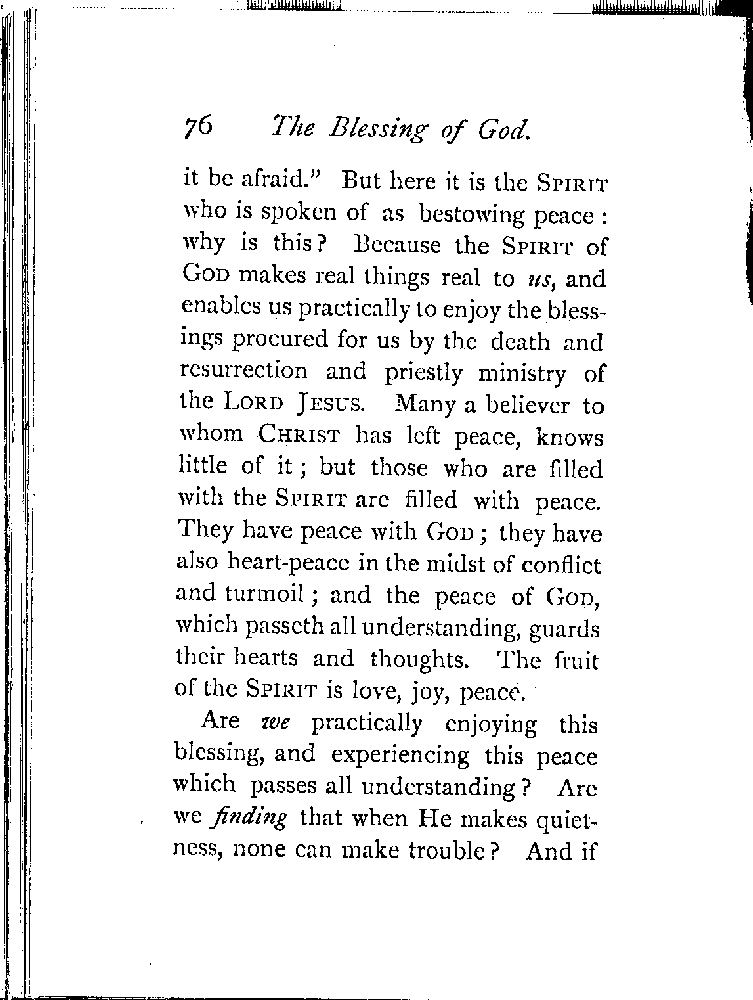 76 The Blessing of God.
it be afraid.” But here it is the SPIRIT
who is spoken of as bestowing peace :
why is this? Because the SPIRIT of
GOD makes real things real to us, and
enables us practically to enjoy the bless-
ings procured for us by the death and
resurrection and priestly ministry of
the LORD JESUS. Many a believer to
whom CHRIST has left peace, knows
little of it ; but those who are filled
with the SPIRIT are filled with peace.
They have peace with GOD ; they have
also heart-peace in the midst of conflict
and turmoil ; and the peace of GOD,
which passeth all understanding, guards
their hearts and thoughts. The fruit
of the SPIRIT is love, joy, peace.
Are we practically enjoying this
blessing, and experiencing this peace
which passes all understanding? Are
we finding that when He makes quiet-
ness, none can make trouble? And if